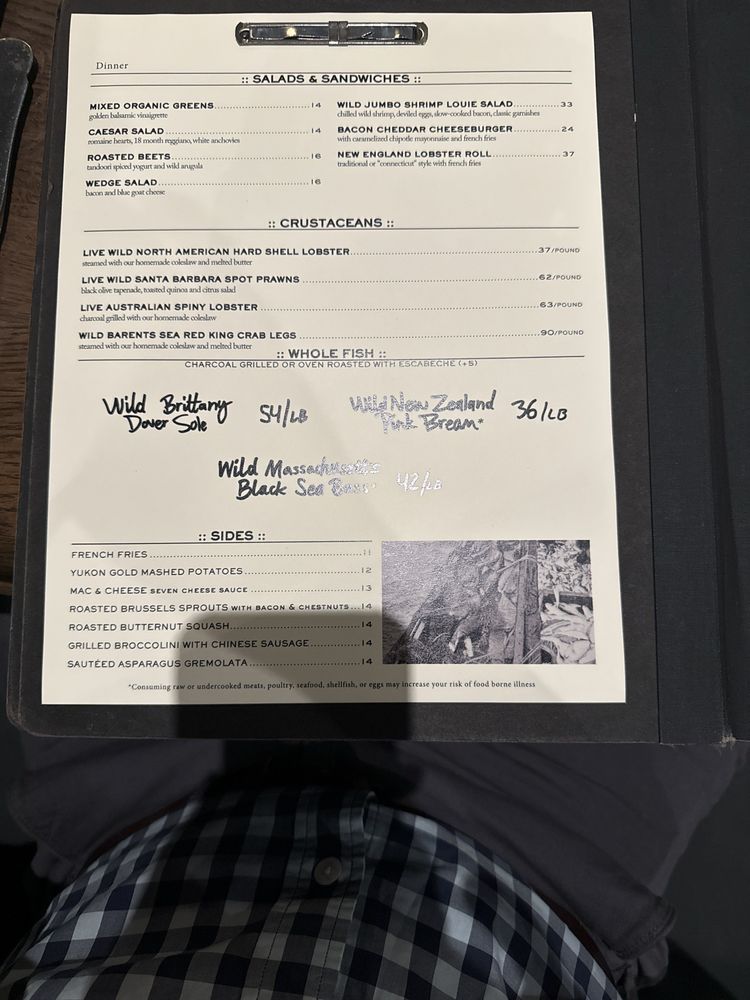 Dinner
:: SALADS & SANDWICHES ::
MIXED ORGANIC GREENS 14
golden balsamic vinaigrette
CAESAR SALAD 14
romaine hearts, 18 month reggiano, white anchovies
ROASTED BEETS 16
tandoori spiced yogurt and wild arugula
WEDGE SALAD 16
bacon and blue goat cheese
WILD JUMBO SHRIMP LOUIE SALAD 33
chilled wild shrimp, deviled eggs, slow-cooked bacon, classic garnishes
BACON CHEDDAR CHEESEBURGER 24
with caramelized chipotle mayonnaise and french fries
NEW ENGLAND LOBSTER ROLL 37
traditional or "connecticut" style with french fries
:: CRUSTACEANS ::
LIVE WILD NORTH AMERICAN HARD SHELL LOBSTER 37/POUND
steamed with our homemade coleslaw and melted butter
LIVE WILD SANTA BARBARA SPOT PRAWNS 62/POUND
black olive tapenade, toasted quinoa and citrus salad
LIVE AUSTRALIAN SPINY LOBSTER 63/POUND
charcoal grilled with our homemade coleslaw
WILD BARENTS SEA RED KING CRAB LEGS 90/POUND
steamed with our homemade coleslaw and melted butter
:: WHOLE FISH ::
CHARCOAL GRILLED OR OVEN ROASTED WITH ESCABECHE (+5)
Wild Brittany
Dover Sole 54/LB
Wild New Zealand
Pink Bream* 36/LB
Wild Massachusetts
Black Sea Bass* 42/LB
:: SIDES ::
FRENCH FRIES 11
YUKON GOLD MASHED POTATOES 12
MAC & CHEESE SEVEN CHEESE SAUCE 13
ROASTED BRUSSELS SPROUTS WITH BACON & CHESTNUTS 14
ROASTED BUTTERNUT SQUASH 14
GRILLED BROCCOLINI WITH CHINESE SAUSAGE 14
SAUTÉED ASPARAGUS GREMOLATA 14
*Consuming raw or undercooked meats, poultry, seafood, shellfish, or eggs may increase your risk of food borne illness